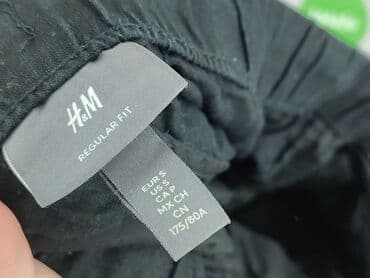 H&M
REGULAR FIT
EUR S
US S
CA P
MX CH
CN
175/80A